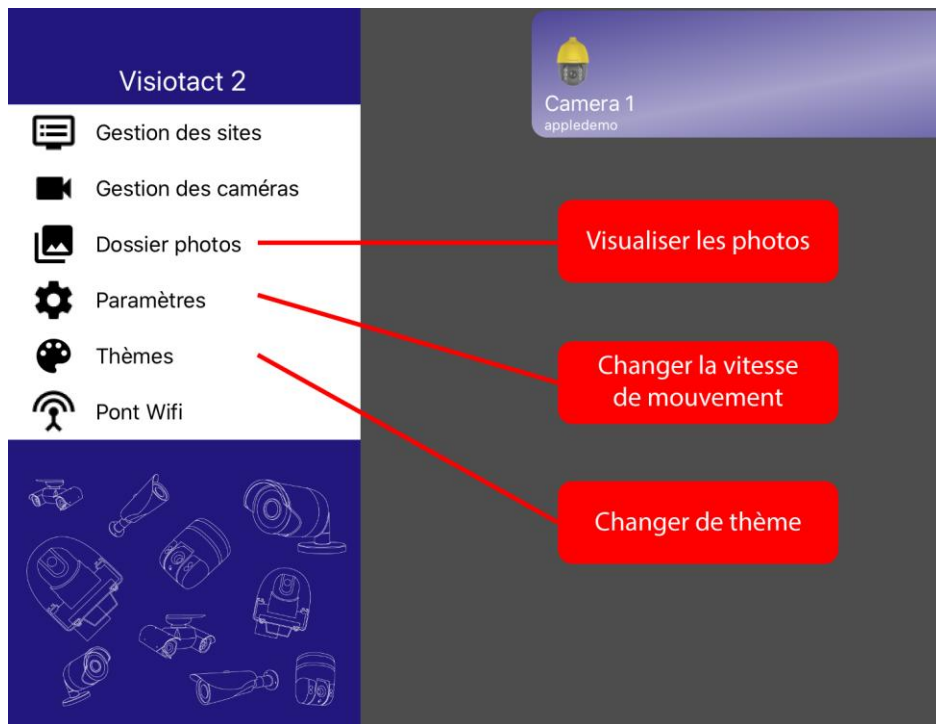 Visiotact 2
Gestion des sites
Gestion des caméras
Dossier photos
Paramètres
Thèmes
Pont Wifi
Camera 1
appledemo
Visualiser les photos
Changer la vitesse
de mouvement
Changer de thème